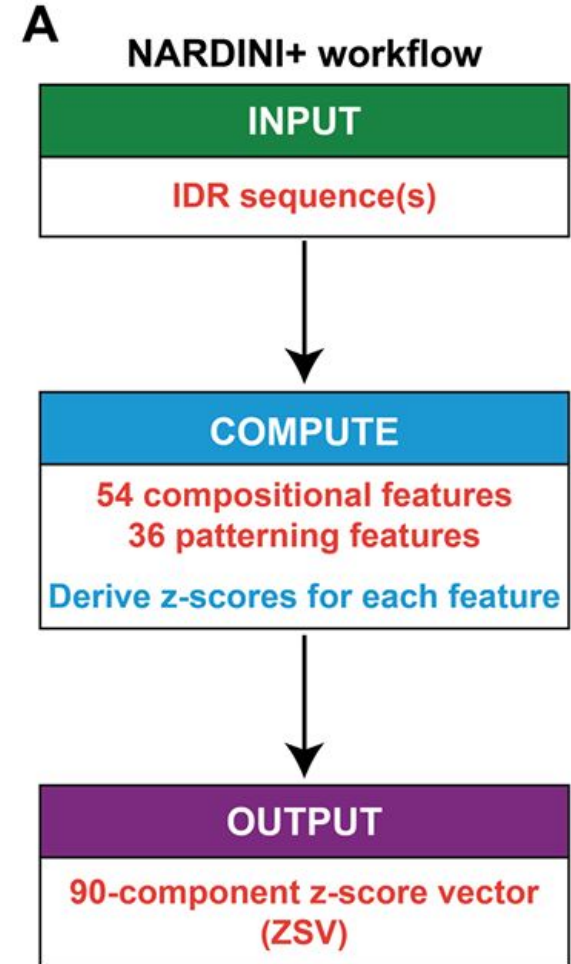 A
NARDINI+ workflow
INPUT
IDR sequence(s)
COMPUTE
54 compositional features
36 patterning features
Derive z-scores for each feature
OUTPUT
90-component z-score vector
(ZSV)